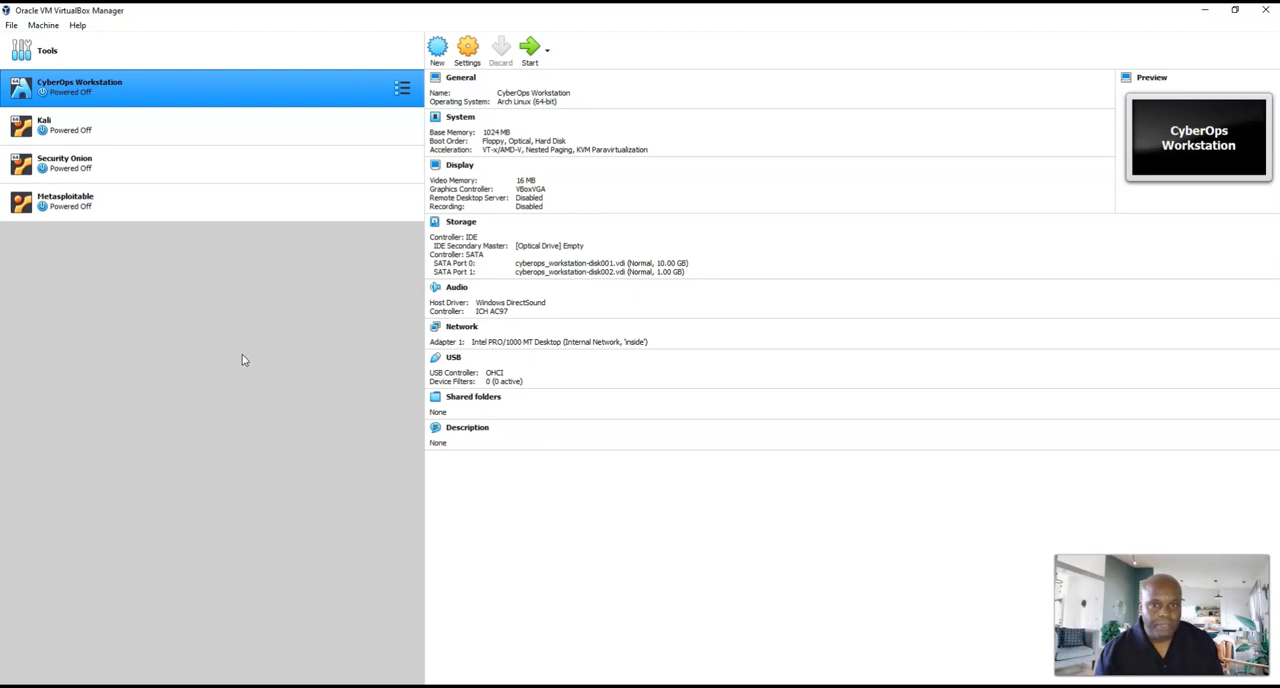 Oracle VM VirtualBox Manager
File Machine Help
Tools
CyberOps Workstation
Powered Off
Kali
Powered Off
Security Onion
Powered Off
Metasploitable
Powered Off
New Settings Discard Start
General
Name: CyberOps Workstation
Operating System: Arch Linux (64-bit)
System
Base Memory: 1024 MB
Boot Order: Floppy, Optical, Hard Disk
Acceleration: VT-x/AMD-V, Nested Paging, KVM Paravirtualization
Display
Video Memory: 16 MB
Graphics Controller: VBoxVGA
Remote Desktop Server: Disabled
Recording: Disabled
Storage
Controller: IDE
IDE Secondary Master: [Optical Drive] Empty
Controller: SATA
SATA Port 0: cyberops_workstation-disk001.vdi (Normal, 10.00 GB)
SATA Port 1: cyberops_workstation-disk002.vdi (Normal, 1.00 GB)
Audio
Host Driver: Windows DirectSound
Controller: ICH AC97
Network
Adapter 1: Intel PRO/1000 MT Desktop (Internal Network, 'inside')
USB
USB Controller: OHCI
Device Filters: 0 (0 active)
Shared folders
None
Description
None
Preview
CyberOps
Workstation